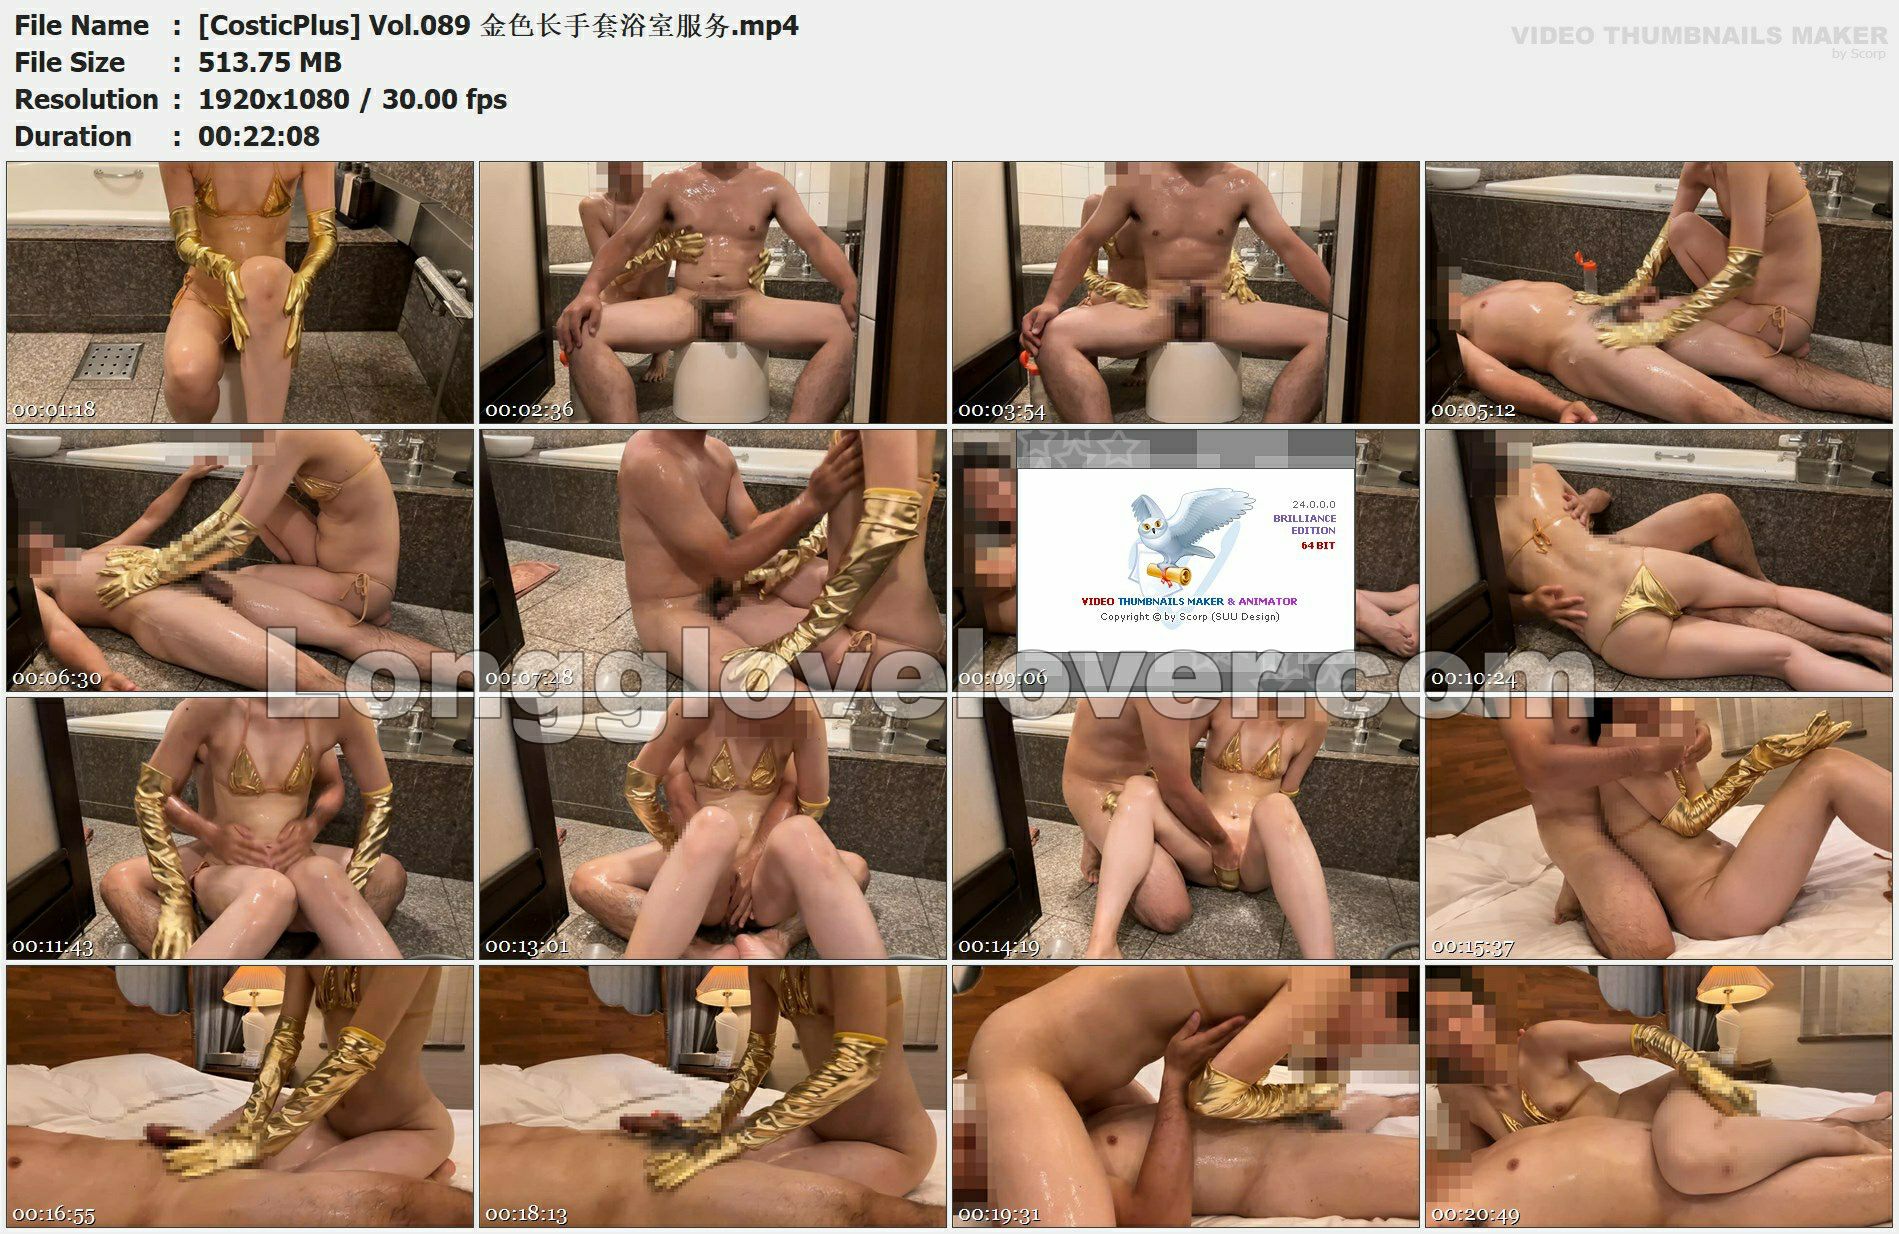 File Name : [CosticPlus] Vol.089 金色长手套浴室服务.mp4
VIDEO THUMBNAILS MAKER
by Scorp
File Size : 513.75 MB
Resolution : 1920x1080 / 30.00 fps
Duration : 00:22:08
00:01:18
00:02:36
00:03:54
00:05:12
24.0.0.0
BRILLIANCE
EDITION
64 BIT
VIDEO THUMBNAILS MAKER & ANIMATOR
Copyright © by Scorp (SUU Design)
00:06:30
00:07:48
00:09:06
00:10:24
Longglovelover.com
00:11:43
00:13:01
00:14:19
00:15:37
00:16:55
00:18:13
00:19:31
00:20:49